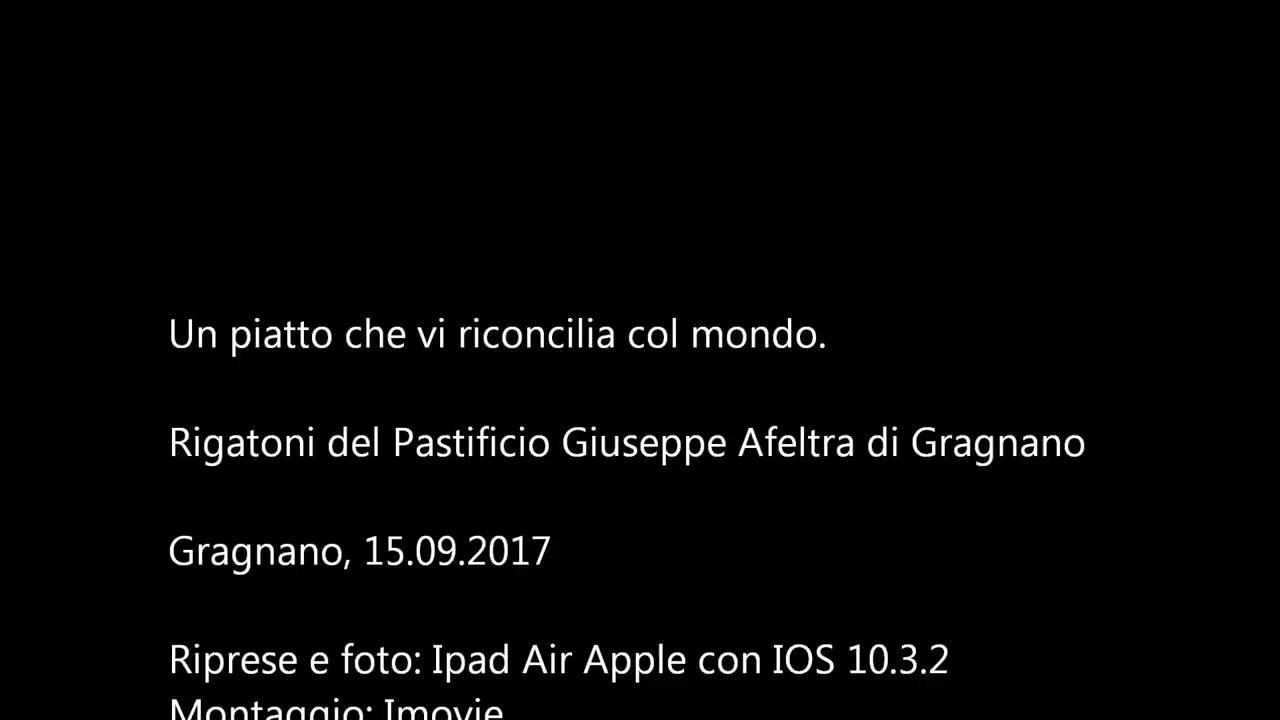 Un piatto che vi riconcilia col mondo.
Rigatoni del Pastificio Giuseppe Afeltra di Gragnano
Gragnano, 15.09.2017
Riprese e foto: Ipad Air Apple con IOS 10.3.2
Montaggio: Imovie